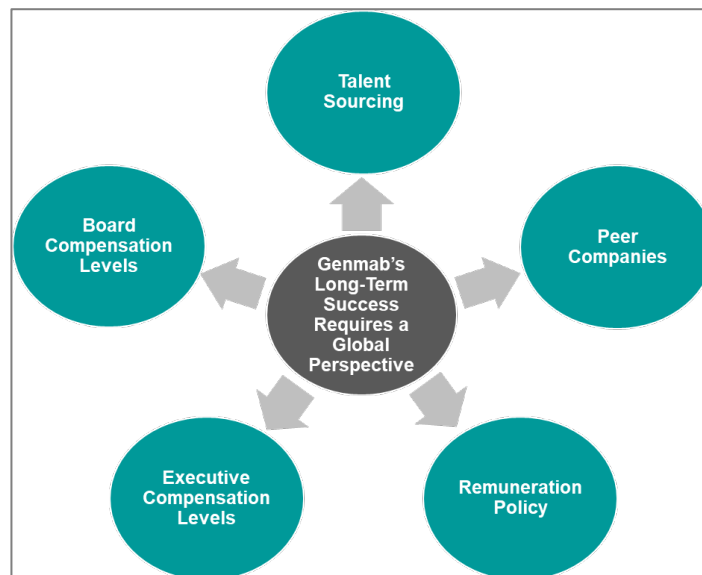 Talent
Sourcing
Board
Compensation
Levels
Peer
Companies
Genmab's
Long-Term
Success
Requires a
Global
Perspective
Executive
Compensation
Levels
Remuneration
Policy